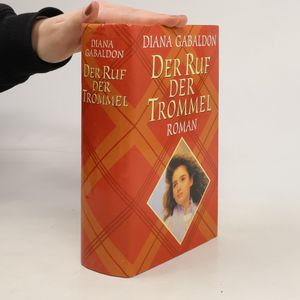 DIANA
GABALDON
DER RUF
DER
TROMMEL
DIANA GABALDON
DER RUF
DER
TROMMEL
ROMAN